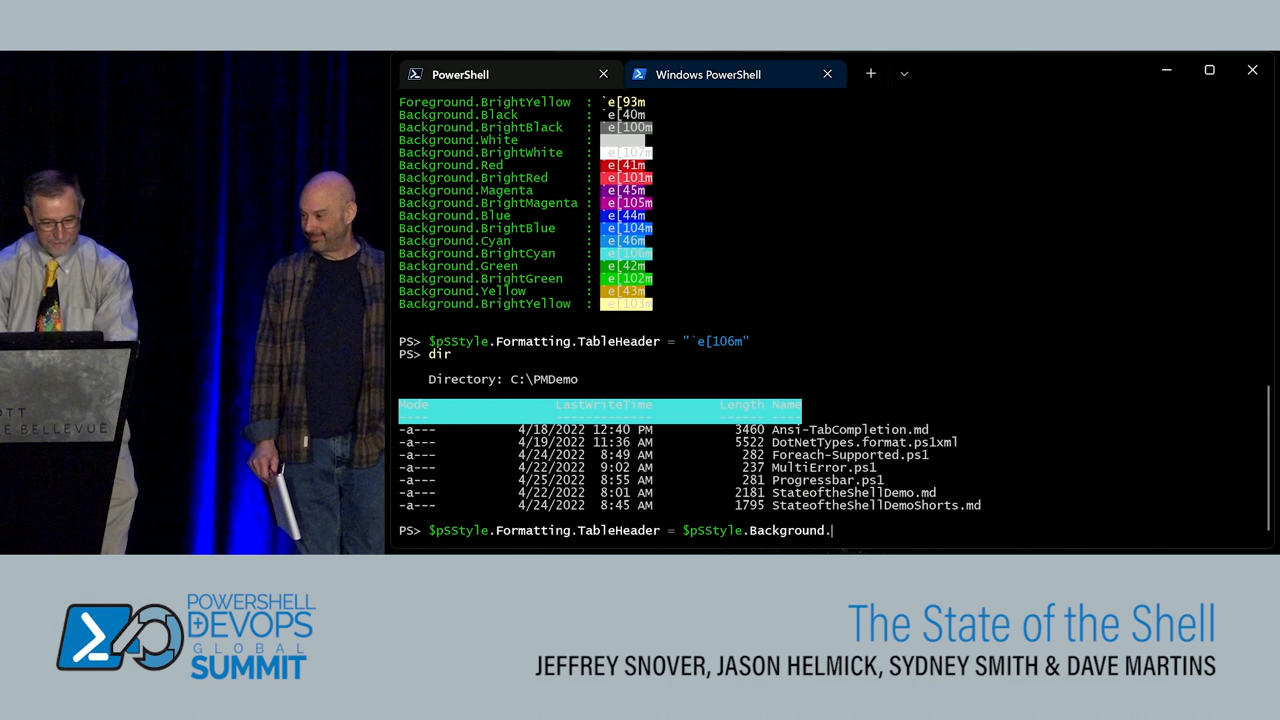 PowerShell
Windows PowerShell
Foreground.BrightYellow : `e[93m
Background.Black : `e[40m
Background.BrightBlack : `e[100m
Background.White :
Background.BrightWhite : `e[107m
Background.Red : `e[41m
Background.BrightRed : `e[101m
Background.Magenta : `e[45m
Background.BrightMagenta : `e[105m
Background.Blue : `e[44m
Background.BrightBlue : `e[104m
Background.Cyan : `e[46m
Background.BrightCyan : `e[106m
Background.Green : `e[42m
Background.BrightGreen : `e[102m
Background.Yellow : `e[43m
Background.BrightYellow : `e[103m
PS> $pSStyle.Formatting.TableHeader = "`e[106m"
PS> dir
Directory: C:\PMDemo
Mode LastWriteTime Length Name
---- ------------- ------ ----
-a--- 4/18/2022 12:40 PM 3460 Ansi-TabCompletion.md
-a--- 4/19/2022 11:36 AM 5522 DotNetTypes.format.ps1xml
-a--- 4/24/2022 8:49 AM 282 Foreach-Supported.ps1
-a--- 4/22/2022 9:02 AM 237 MultiError.ps1
-a--- 4/25/2022 8:55 AM 281 Progressbar.ps1
-a--- 4/22/2022 8:01 AM 2181 StateoftheShellDemo.md
-a--- 4/24/2022 8:45 AM 1795 StateoftheShellDemoShorts.md
PS> $pSStyle.Formatting.TableHeader = $pSStyle.Background.
BELLEVUE
POWERSHELL
+DEVOPS
GLOBAL
SUMMIT
The State of the Shell
JEFFREY SNOVER, JASON HELMICK, SYDNEY SMITH & DAVE MARTINS